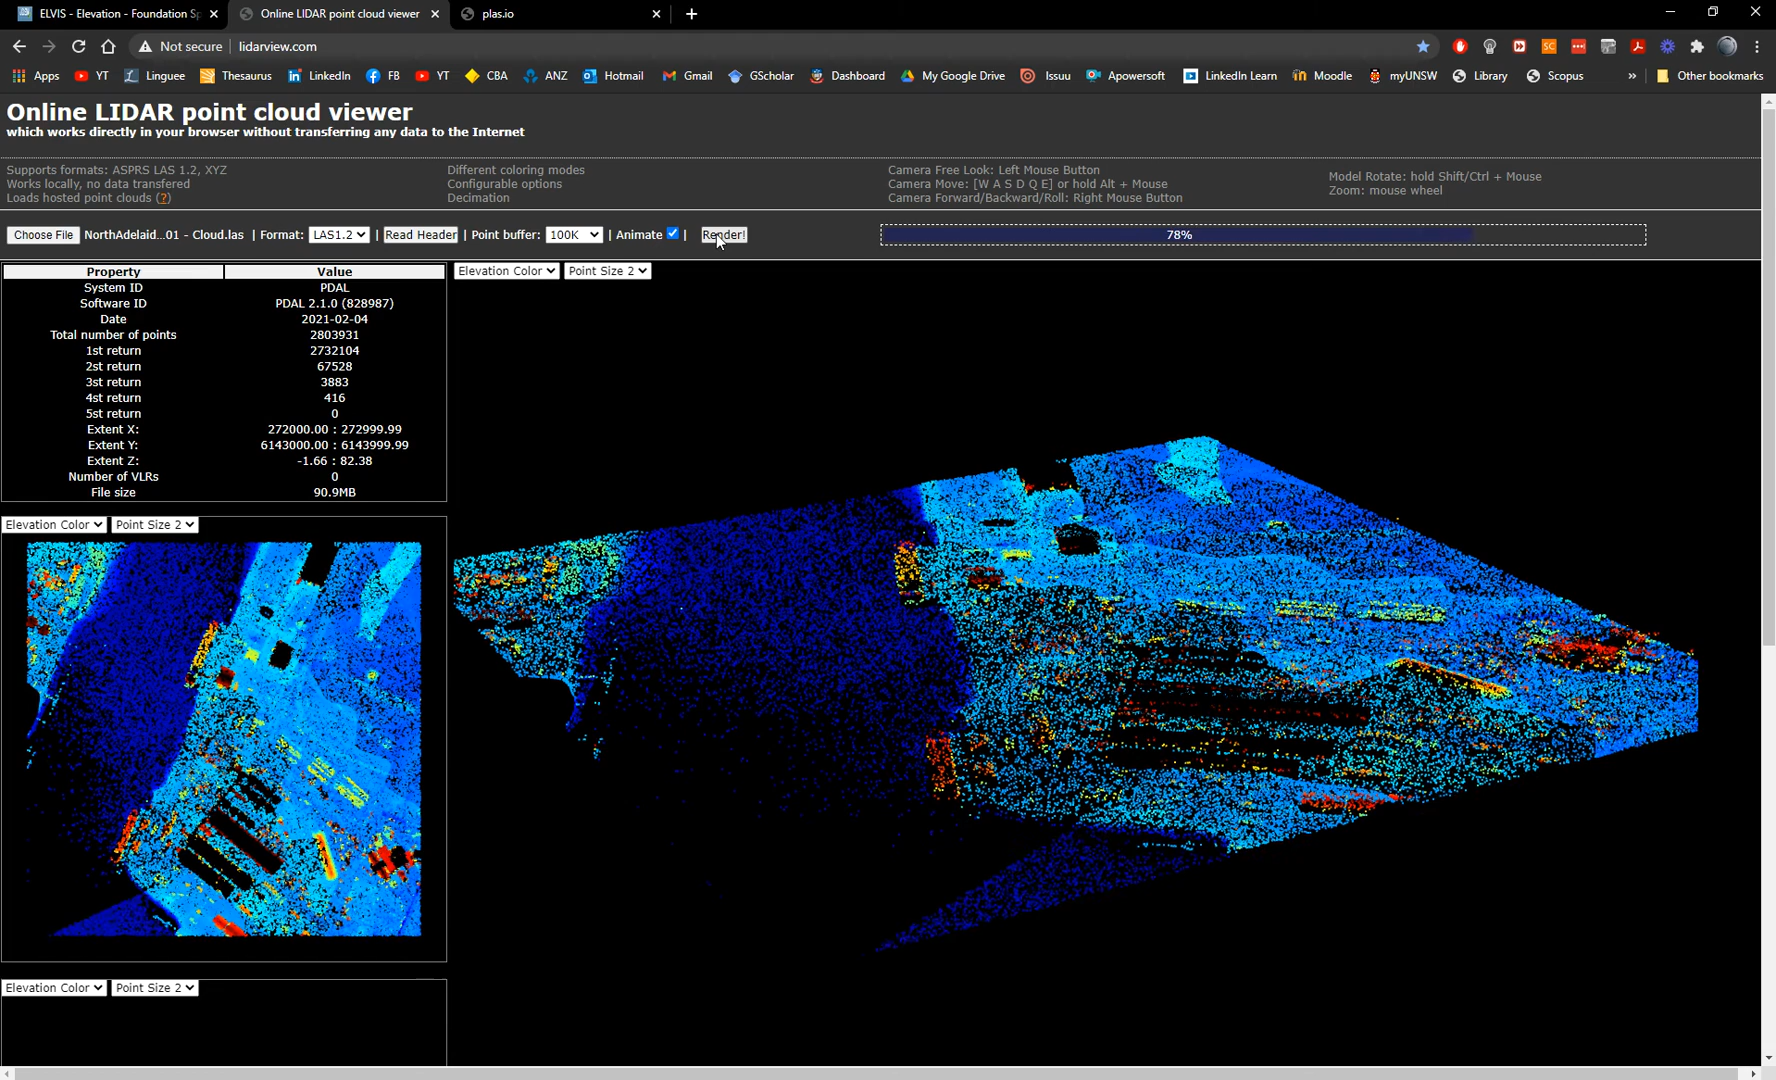 ELVIS - Elevation - Foundation Sp
Online LIDAR point cloud viewer
plas.io
Not secure | lidarview.com
Apps YT Linguee Thesaurus LinkedIn FB YT CBA ANZ Hotmail Gmail GScholar Dashboard My Google Drive Issuu Apowersoft LinkedIn Learn Moodle myUNSW Library Scopus » Other bookmarks
Online LIDAR point cloud viewer
which works directly in your browser without transferring any data to the Internet
Supports formats: ASPRS LAS 1.2, XYZ
Works locally, no data transfered
Loads hosted point clouds (?)
Different coloring modes
Configurable options
Decimation
Camera Free Look: Left Mouse Button
Camera Move: [W A S D Q E] or hold Alt + Mouse
Camera Forward/Backward/Roll: Right Mouse Button
Model Rotate: hold Shift/Ctrl + Mouse
Zoom: mouse wheel
Choose File NorthAdelaid...01 - Cloud.las | Format: LAS1.2 | Read Header | Point buffer: 100K | Animate | Render! 78%
Property Value
System ID PDAL
Software ID PDAL 2.1.0 (828987)
Date 2021-02-04
Total number of points 2803931
1st return 2732104
2st return 67528
3st return 3883
4st return 416
5st return 0
Extent X: 272000.00 : 272999.99
Extent Y: 6143000.00 : 6143999.99
Extent Z: -1.66 : 82.38
Number of VLRs 0
File size 90.9MB
Elevation Color Point Size 2
Elevation Color Point Size 2
Elevation Color Point Size 2